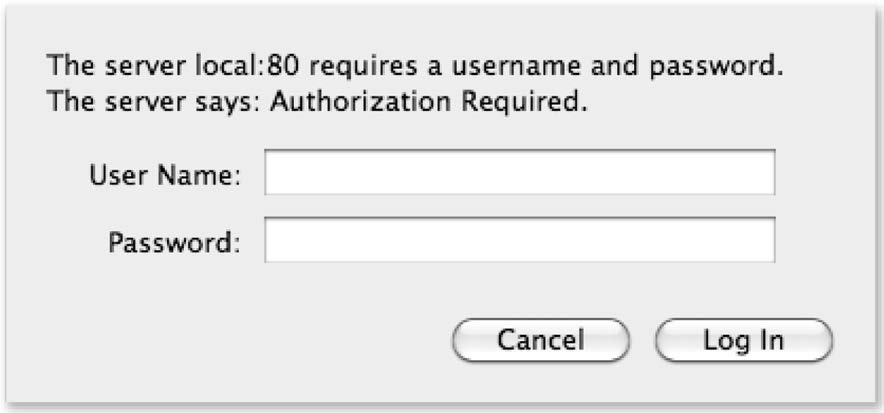 The server local:80 requires a username and password.
The server says: Authorization Required.
User Name:
Password:
Cancel Log In